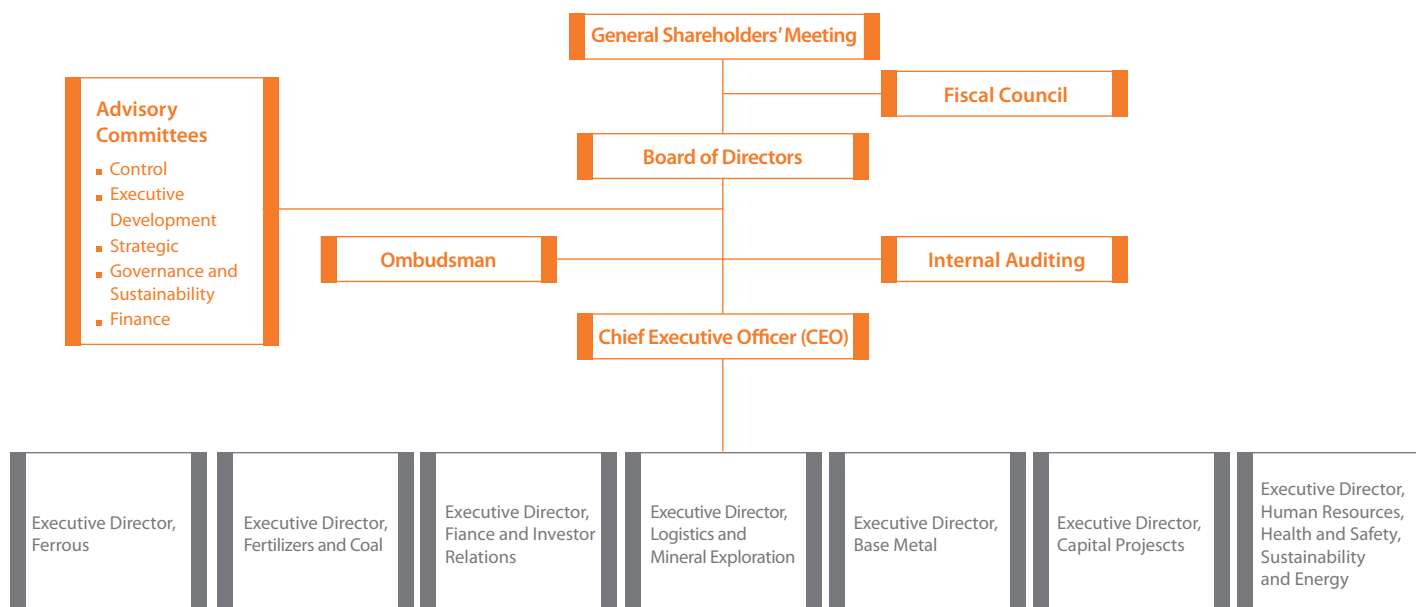 General Shareholders' Meeting
Fiscal Council
Advisory
Committees
Control
Executive
Development
Strategic
Governance and
Sustainability
Finance
Board of Directors
Ombudsman
Internal Auditing
Chief Executive Officer (CEO)
Executive Director,
Ferrous
Executive Director,
Fertilizers and Coal
Executive Director,
Fiance and Investor
Relations
Executive Director,
Logistics and
Mineral Exploration
Executive Director,
Base Metal
Executive Director,
Capital Projescts
Executive Director,
Human Resources,
Health and Safety,
Sustainability
and Energy